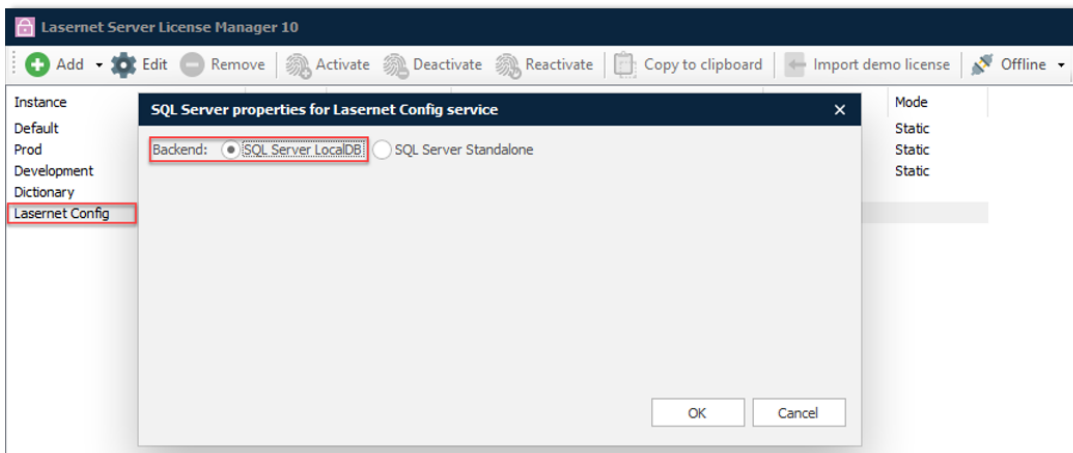 Lasernet Server License Manager 10
Add Edit Remove Activate Deactivate Reactivate Copy to clipboard Import demo license Offline
Instance Mode
SQL Server properties for Lasernet Config service
Default Static
Backend: SQL Server LocalDB SQL Server Standalone
Prod Static
Development Static
Dictionary
Lasernet Config
OK Cancel